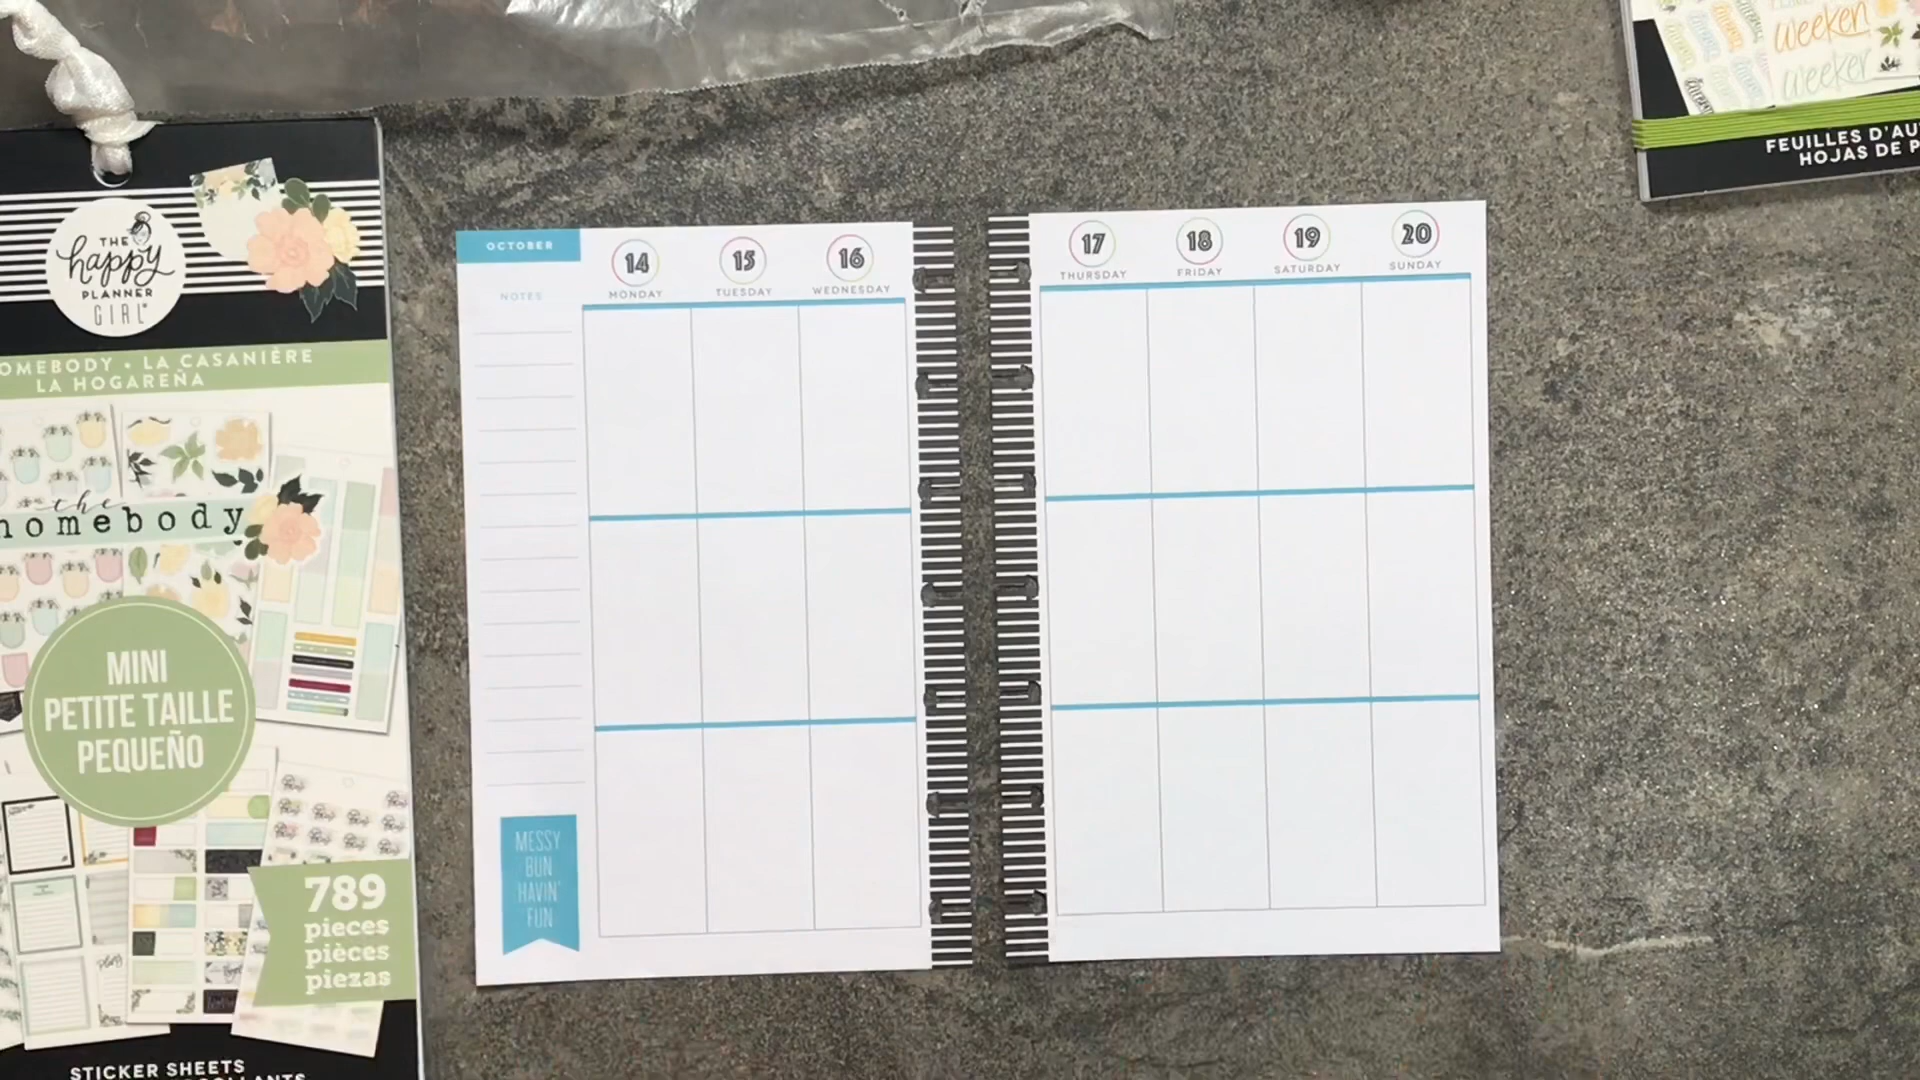 THE
happy
PLANNER
GIRL
OMEBODY • LA CASANIÈRE
LA HOGAREÑA
the
homebody
MINI
PETITE TAILLE
PEQUEÑO
789
pieces
pièces
piezas
STICKER SHEETS
OCTOBER
NOTES
14
MONDAY
15
TUESDAY
16
WEDNESDAY
MESSY
BUN
HAVIN'
FUN
17
THURSDAY
18
FRIDAY
19
SATURDAY
20
SUNDAY
weeken
weeker
FEUILLES D'AU
HOJAS DE P